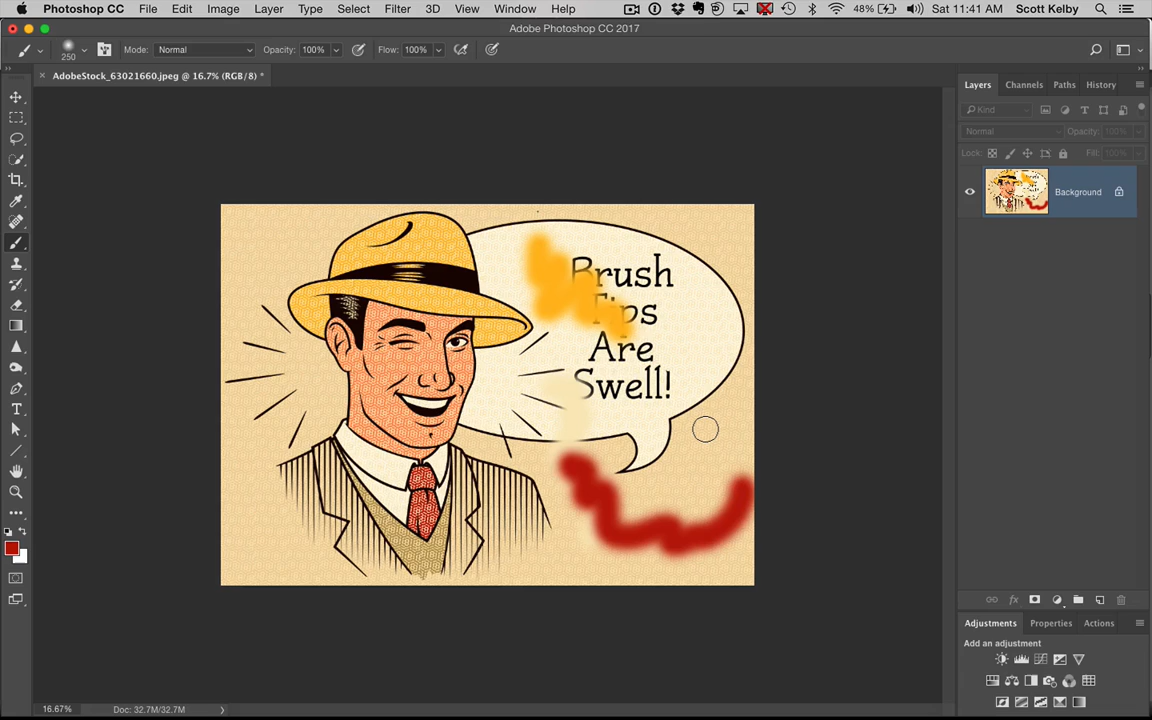 Photoshop CC File Edit Image Layer Type Select Filter 3D View Window Help 48% Sat 11:41 AM Scott Kelby
Adobe Photoshop CC 2017
250 Mode: Normal Opacity: 100% Flow: 100%
× AdobeStock_63021660.jpeg @ 16.7% (RGB/8) *
Layers Channels Paths History
Kind
Normal Opacity: 100%
Lock: Fill: 100%
Background
Brush
Tips
Are
Swell!
Adjustments Properties Actions
Add an adjustment
16.67% Doc: 32.7M/32.7M